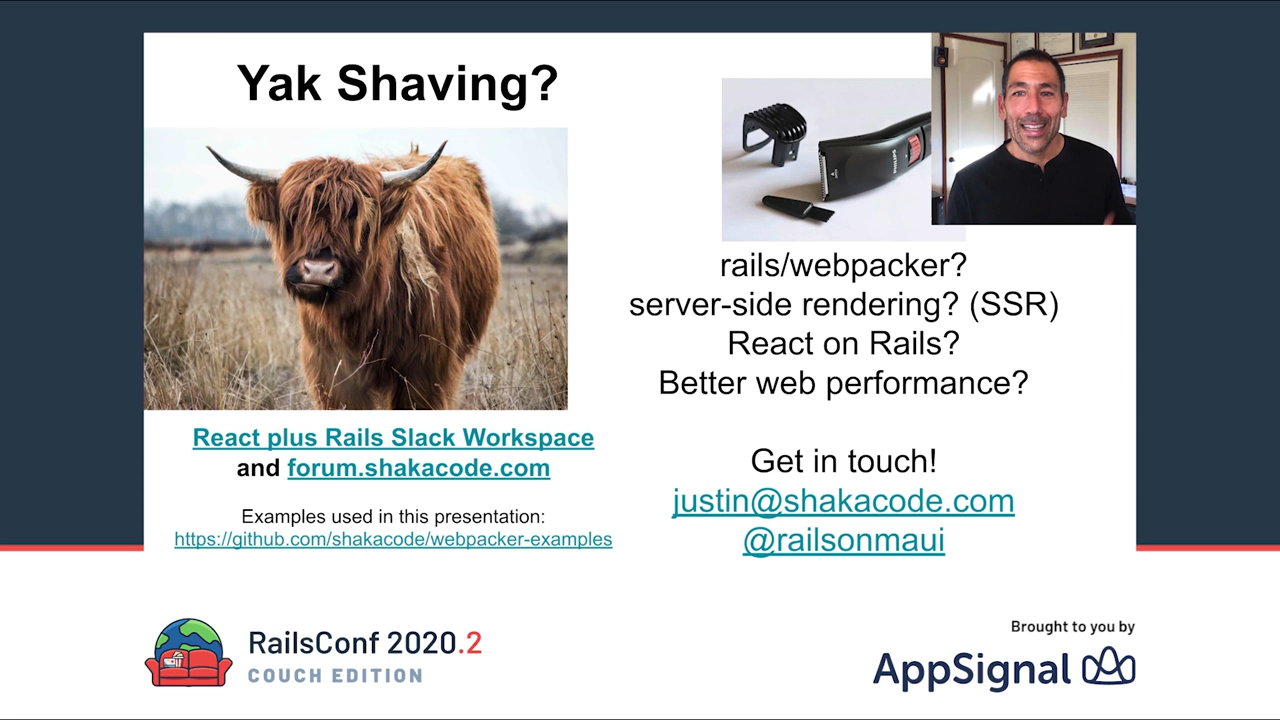 Yak Shaving?
PHILIPS
rails/webpacker?
server-side rendering? (SSR)
React on Rails?
Better web performance?
React plus Rails Slack Workspace
and forum.shakacode.com
Examples used in this presentation:
https://github.com/shakacode/webpacker-examples
Get in touch!
justin@shakacode.com
@railsonmaui
RailsConf 2020.2
COUCH EDITION
Brought to you by
AppSignal